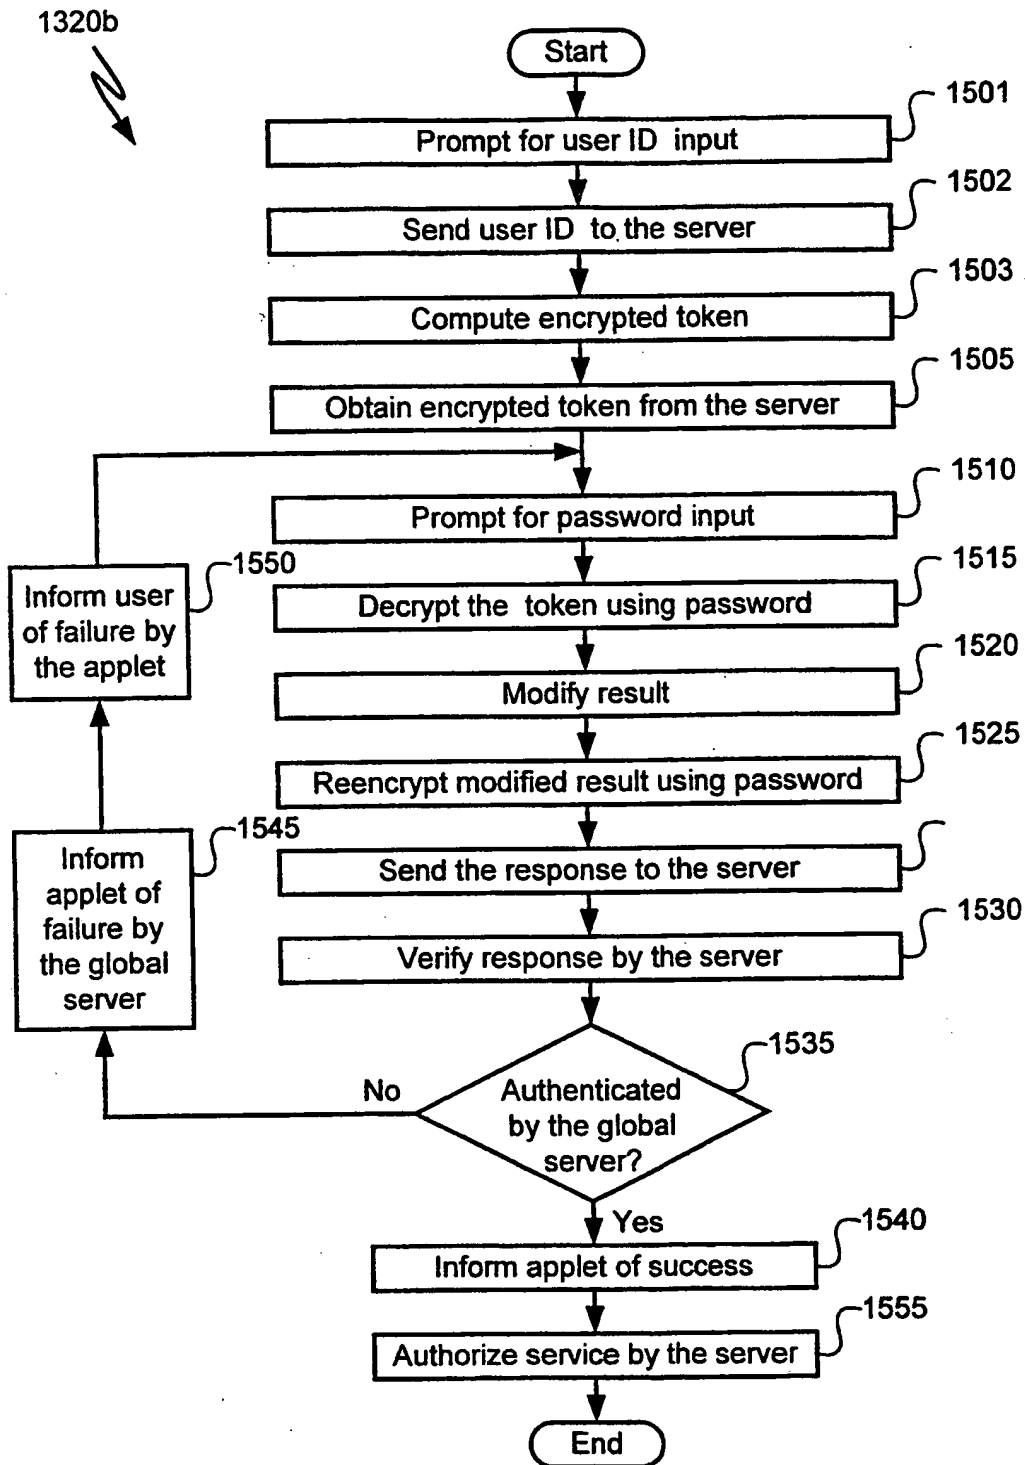 1320b
Start
1501
Prompt for user ID input
1502
Send user ID to the server
1503
Compute encrypted token
1505
Obtain encrypted token from the server
1510
Prompt for password input
1515
Decrypt the token using password
1520
Modify result
1525
Reencrypt modified result using password
Send the response to the server
1530
Verify response by the server
1535
Authenticated
by the global
server?
No
Yes
1545
Inform
applet of
failure by
the global
server
1550
Inform user
of failure by
the applet
1540
Inform applet of success
1555
Authorize service by the server
End